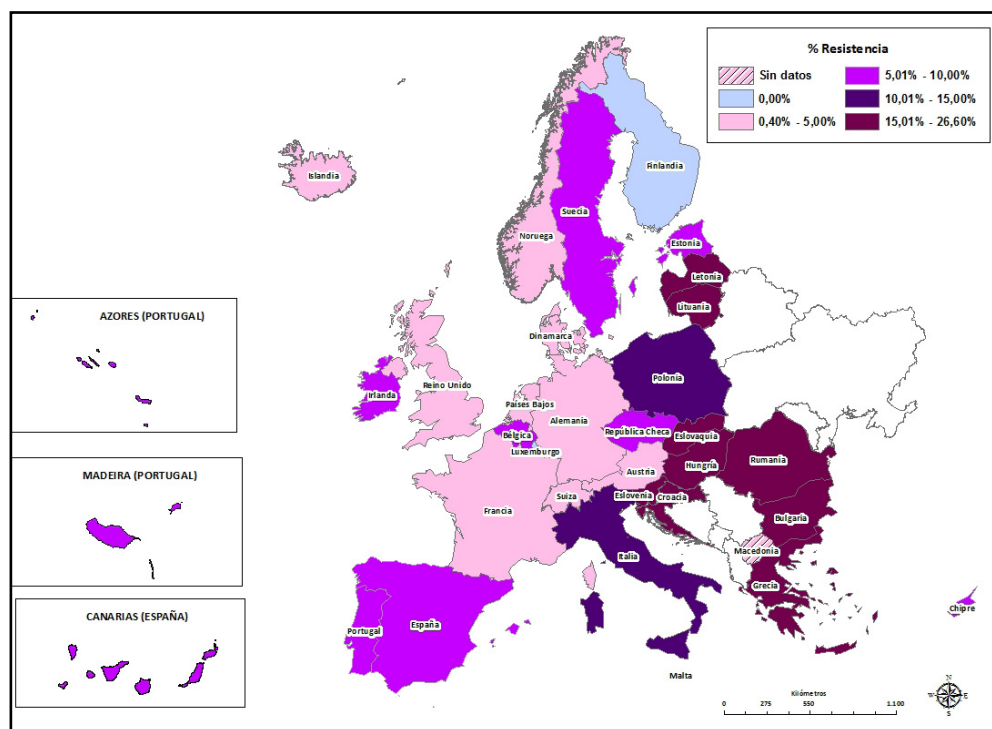 % Resistencia
Sin datos
0,00%
0,40% - 5,00%
5,01% - 10,00%
10,01% - 15,00%
15,01% - 26,60%
Islandia
Finlandia
Suecia
Noruega
Estonia
Letonia
Lituania
Dinamarca
Reino Unido
Irlanda
Países Bajos
Polonia
Alemania
Bélgica
Luxemburgo
Republica Checa
Eslovaquia
Austria
Hungría
Rumanía
Suiza
Eslovenia
Croacia
Francia
Bulgaria
Italia
Macedonia
Grecia
Chipre
Portugal
España
Malta
AZORES (PORTUGAL)
MADEIRA (PORTUGAL)
CANARIAS (ESPAÑA)
Kilómetros
0 275 550 1.100
N
W E
S